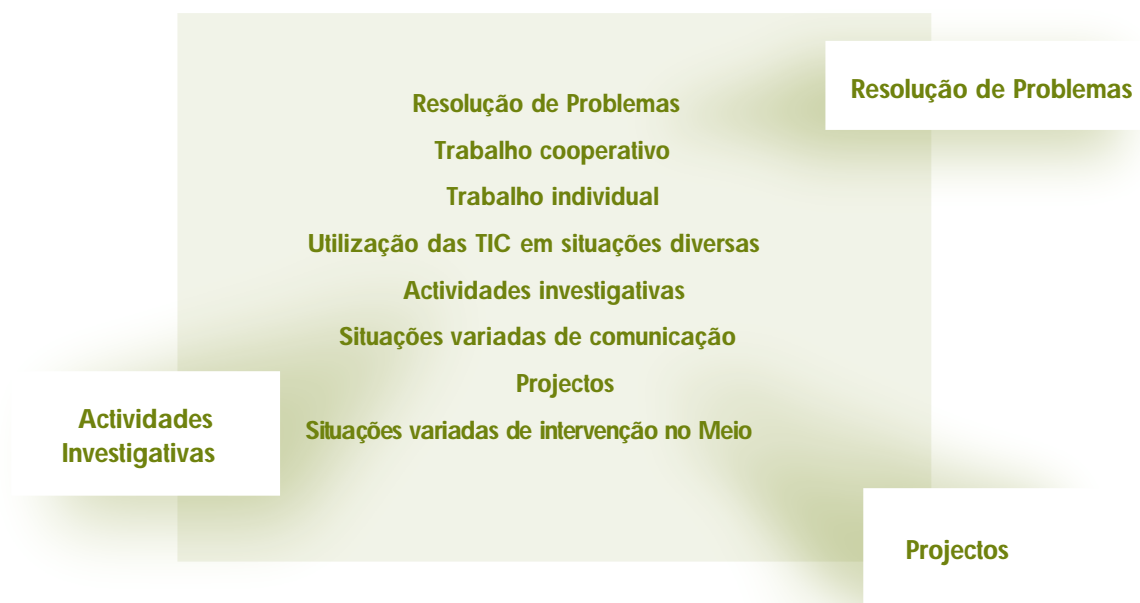 Resolução de Problemas
Resolução de Problemas
Trabalho cooperativo
Trabalho individual
Utilização das TIC em situações diversas
Actividades investigativas
Situações variadas de comunicação
Projectos
Situações variadas de intervenção no Meio
Actividades
Investigativas
Projectos